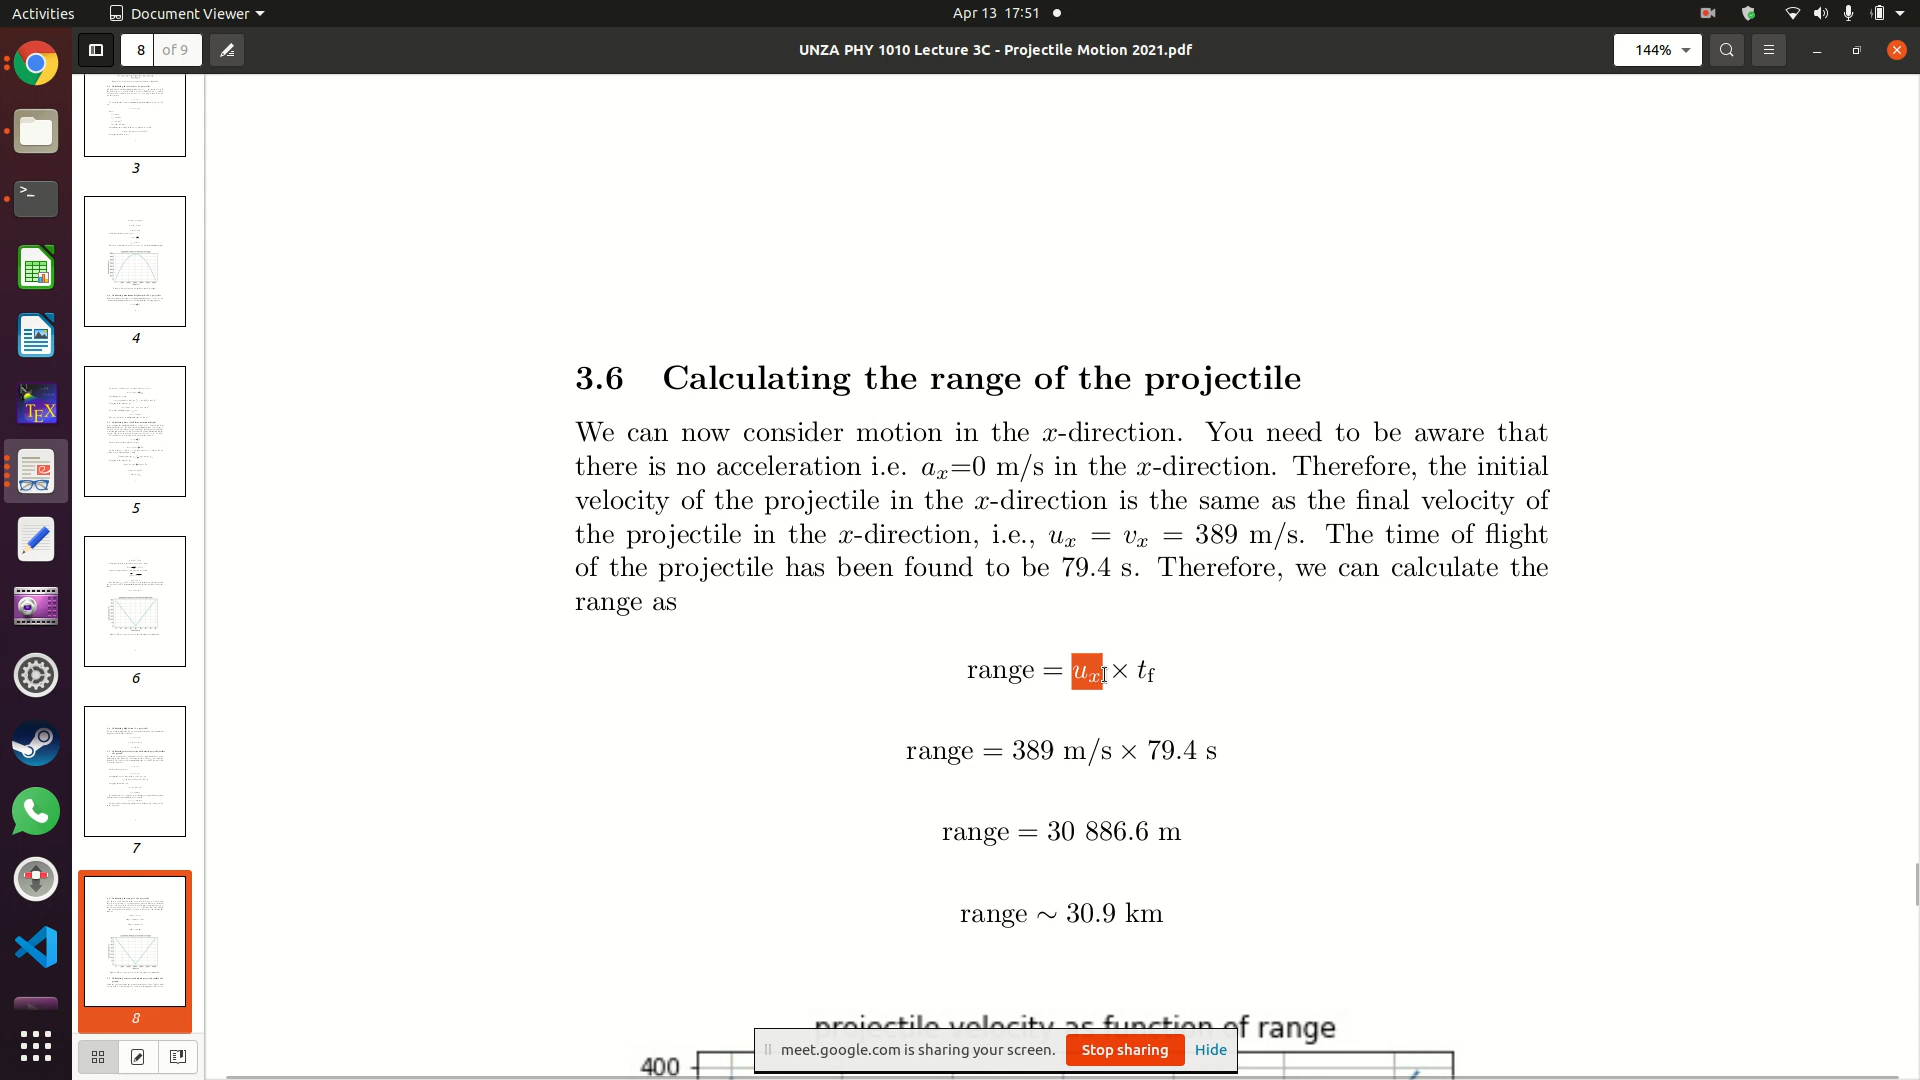 Activities Document Viewer Apr 13 17:51
8 of 9 UNZA PHY 1010 Lecture 3C - Projectile Motion 2021.pdf 144%
3
4
5
6
7
8
3.6 Calculating the range of the projectile
We can now consider motion in the x-direction. You need to be aware that
there is no acceleration i.e. aₓ=0 m/s in the x-direction. Therefore, the initial
velocity of the projectile in the x-direction is the same as the final velocity of
the projectile in the x-direction, i.e., uₓ = vₓ = 389 m/s. The time of flight
of the projectile has been found to be 79.4 s. Therefore, we can calculate the
range as
range = uₓ × t_f
range = 389 m/s × 79.4 s
range = 30 886.6 m
range ∼ 30.9 km
projectile velocity as function of range
400
meet.google.com is sharing your screen. Stop sharing Hide